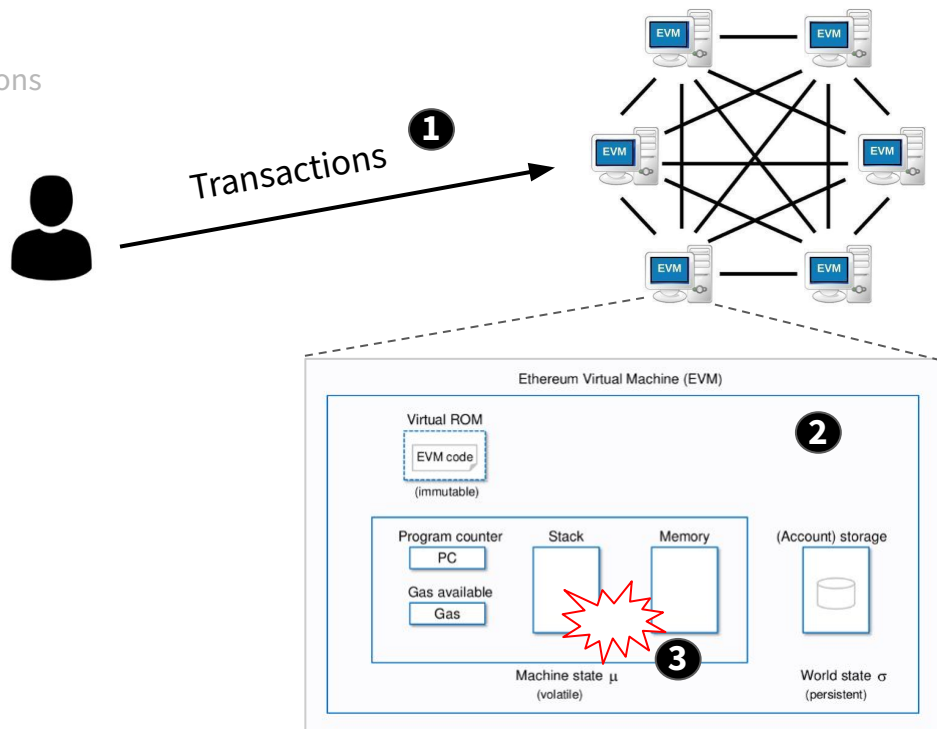 EVM
EVM
ons
1
Transactions
EVM
EVM
EVM
EVM
Ethereum Virtual Machine (EVM)
2
Virtual ROM
EVM code
(immutable)
Program counter
PC
Stack
Memory
(Account) storage
Gas available
Gas
3
Machine state μ
(volatile)
World state σ
(persistent)